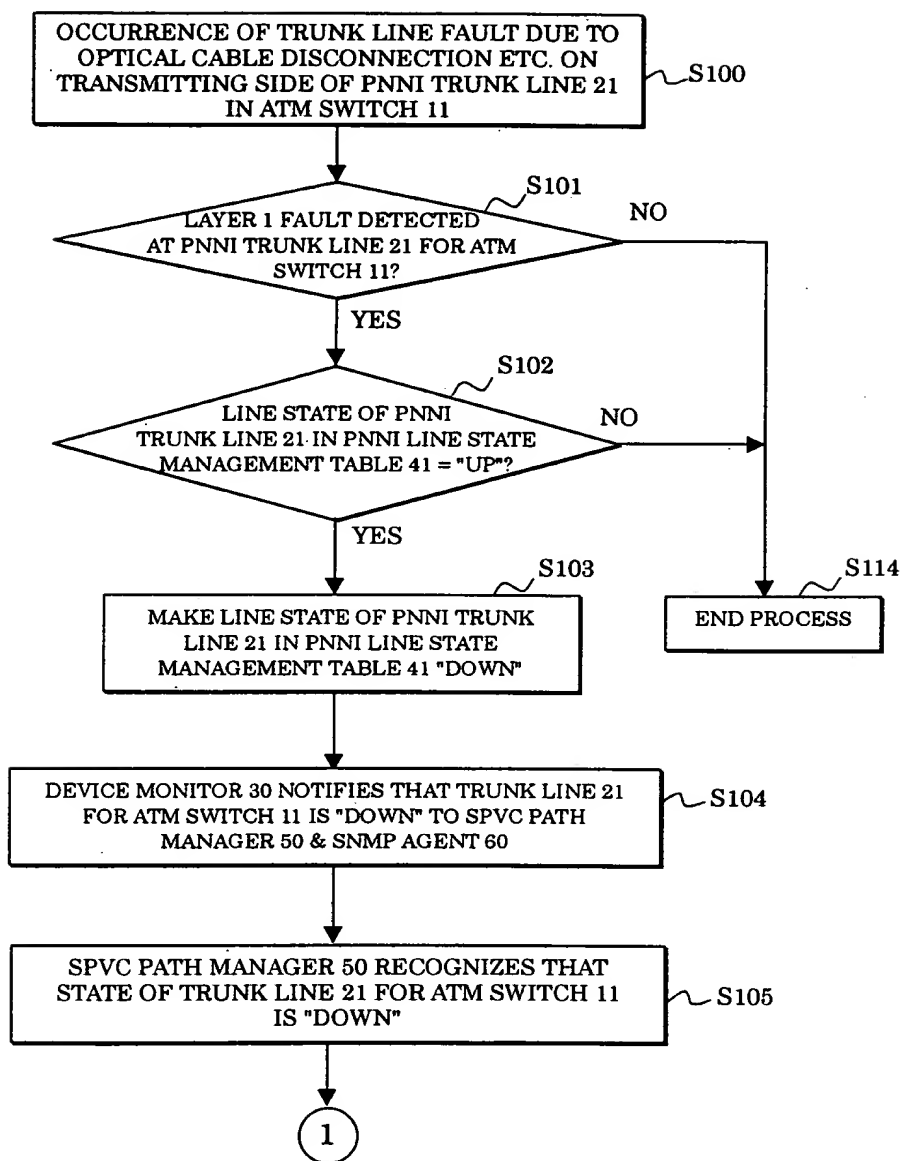 OCCURRENCE OF TRUNK LINE FAULT DUE TO
OPTICAL CABLE DISCONNECTION ETC. ON
TRANSMITTING SIDE OF PNNI TRUNK LINE 21
IN ATM SWITCH 11
S100
S101
LAYER 1 FAULT DETECTED
AT PNNI TRUNK LINE 21 FOR ATM
SWITCH 11?
NO
YES
S102
LINE STATE OF PNNI
TRUNK LINE 21 IN PNNI LINE STATE
MANAGEMENT TABLE 41 = "UP"?
NO
YES
S103
MAKE LINE STATE OF PNNI TRUNK
LINE 21 IN PNNI LINE STATE
MANAGEMENT TABLE 41 "DOWN"
S114
END PROCESS
DEVICE MONITOR 30 NOTIFIES THAT TRUNK LINE 21
FOR ATM SWITCH 11 IS "DOWN" TO SPVC PATH
MANAGER 50 & SNMP AGENT 60
S104
SPVC PATH MANAGER 50 RECOGNIZES THAT
STATE OF TRUNK LINE 21 FOR ATM SWITCH 11
IS "DOWN"
S105
1